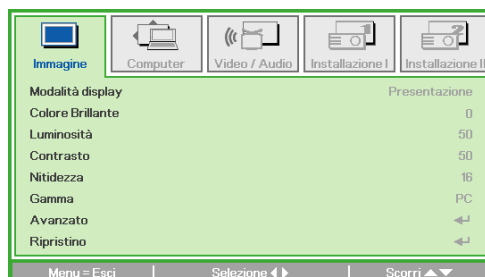 Immagine Computer Video / Audio Installazione I Installazione II
Modalità display Presentazione
Colore Brillante 0
Luminosità 50
Contrasto 50
Nitidezza 16
Gamma PC
Avanzato
Ripristino
Menu = Esci Selezione Scorri